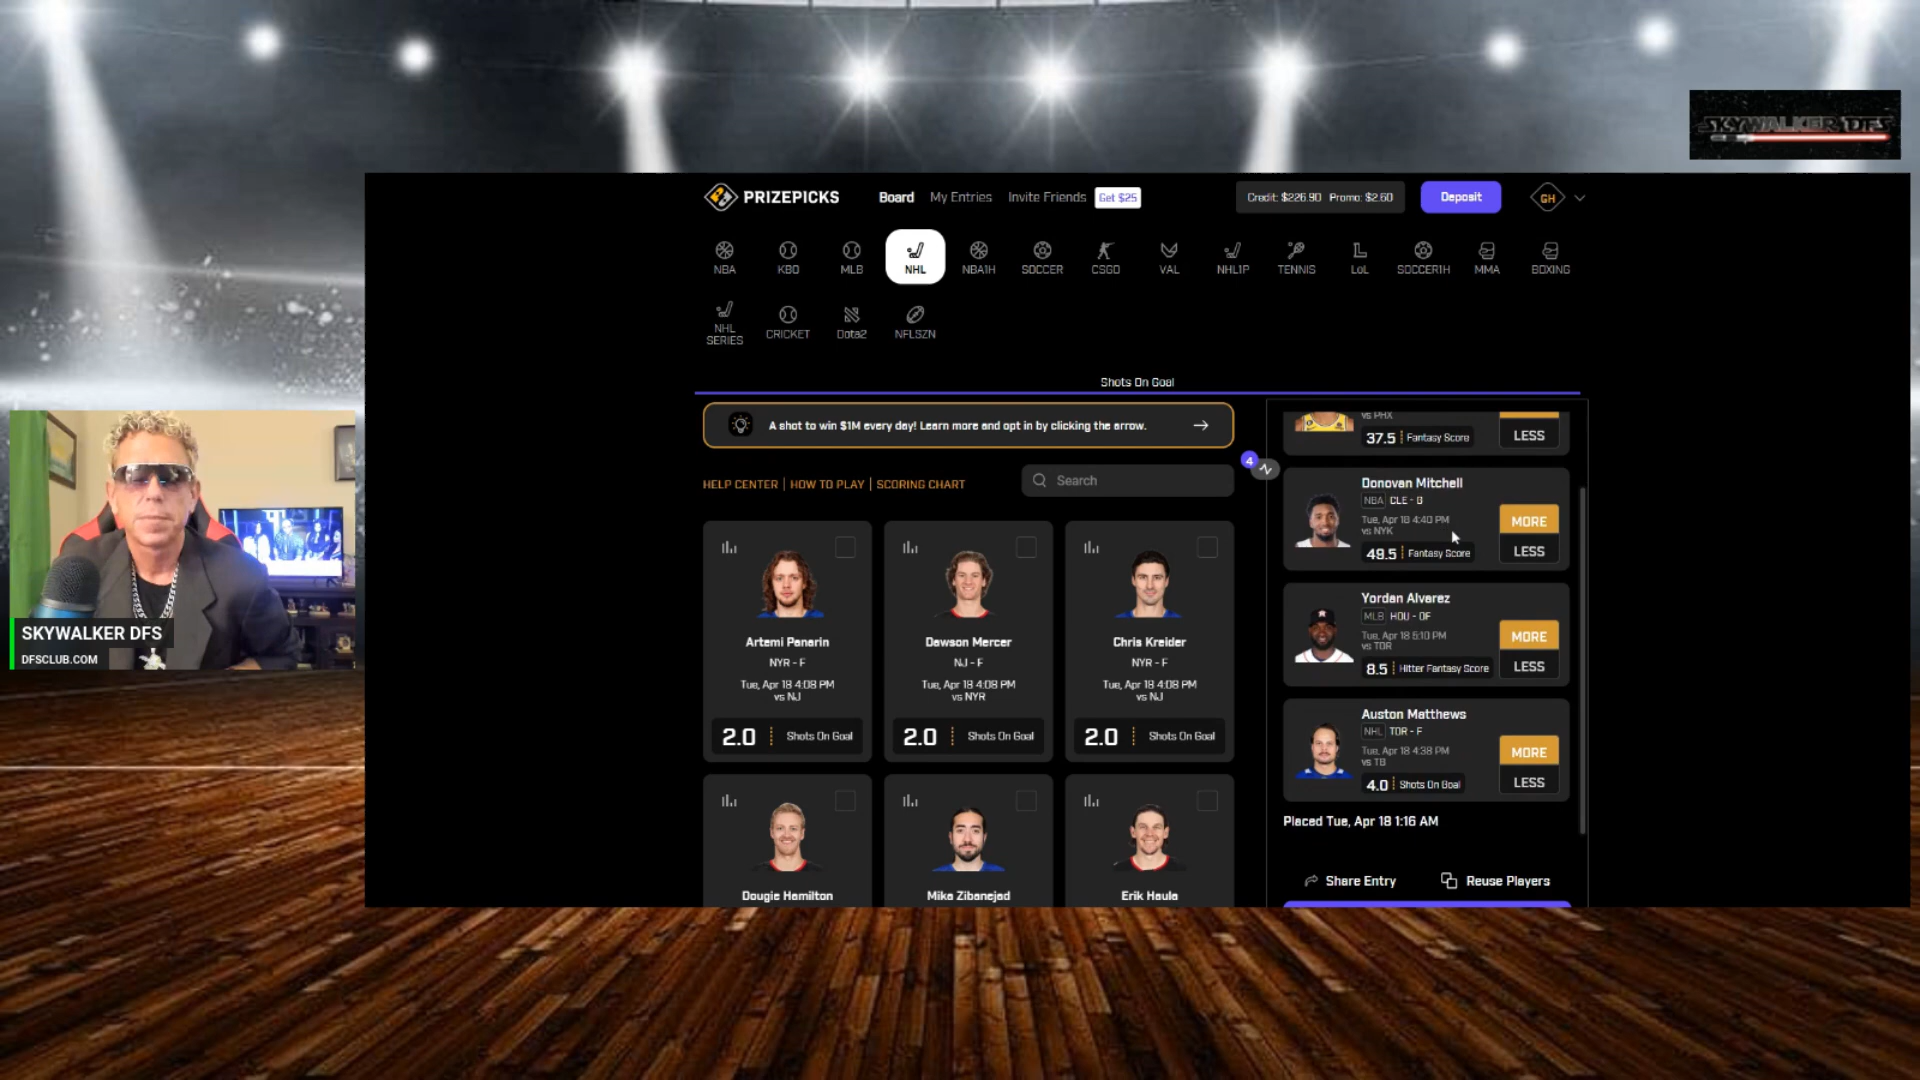 SKYWALKER DFS
PRIZEPICKS
Board
My Entries
Invite Friends
Get $25
Credit: $226.90 Promo: $2.60
Deposit
GH
NBA
KBO
MLB
NHL
NBA1H
SOCCER
CSGO
VAL
NHL1P
TENNIS
LoL
SOCCER1H
MMA
BOXING
NHL
SERIES
CRICKET
Dota2
NFLSZN
Shots On Goal
A shot to win $1M every day! Learn more and opt in by clicking the arrow.
HELP CENTER | HOW TO PLAY | SCORING CHART
Search
Artemi Panarin
NYR - F
Tue, Apr 18 4:08 PM
vs NJ
2.0 Shots On Goal
Dawson Mercer
NJ - F
Tue, Apr 18 4:08 PM
vs NYR
2.0 Shots On Goal
Chris Kreider
NYR - F
Tue, Apr 18 4:08 PM
vs NJ
2.0 Shots On Goal
Dougie Hamilton
Mika Zibanejad
Erik Haula
4
vs PHX
37.5 Fantasy Score
LESS
Donovan Mitchell
NBA CLE - G
Tue, Apr 18 4:40 PM
vs NYK
49.5 Fantasy Score
MORE
LESS
Yordan Alvarez
MLB HOU - OF
Tue, Apr 18 5:10 PM
vs TOR
8.5 Hitter Fantasy Score
MORE
LESS
Auston Matthews
NHL TOR - F
Tue, Apr 18 4:38 PM
vs TB
4.0 Shots On Goal
MORE
LESS
Placed Tue, Apr 18 1:16 AM
Share Entry
Reuse Players
SKYWALKER DFS
DFSCLUB.COM